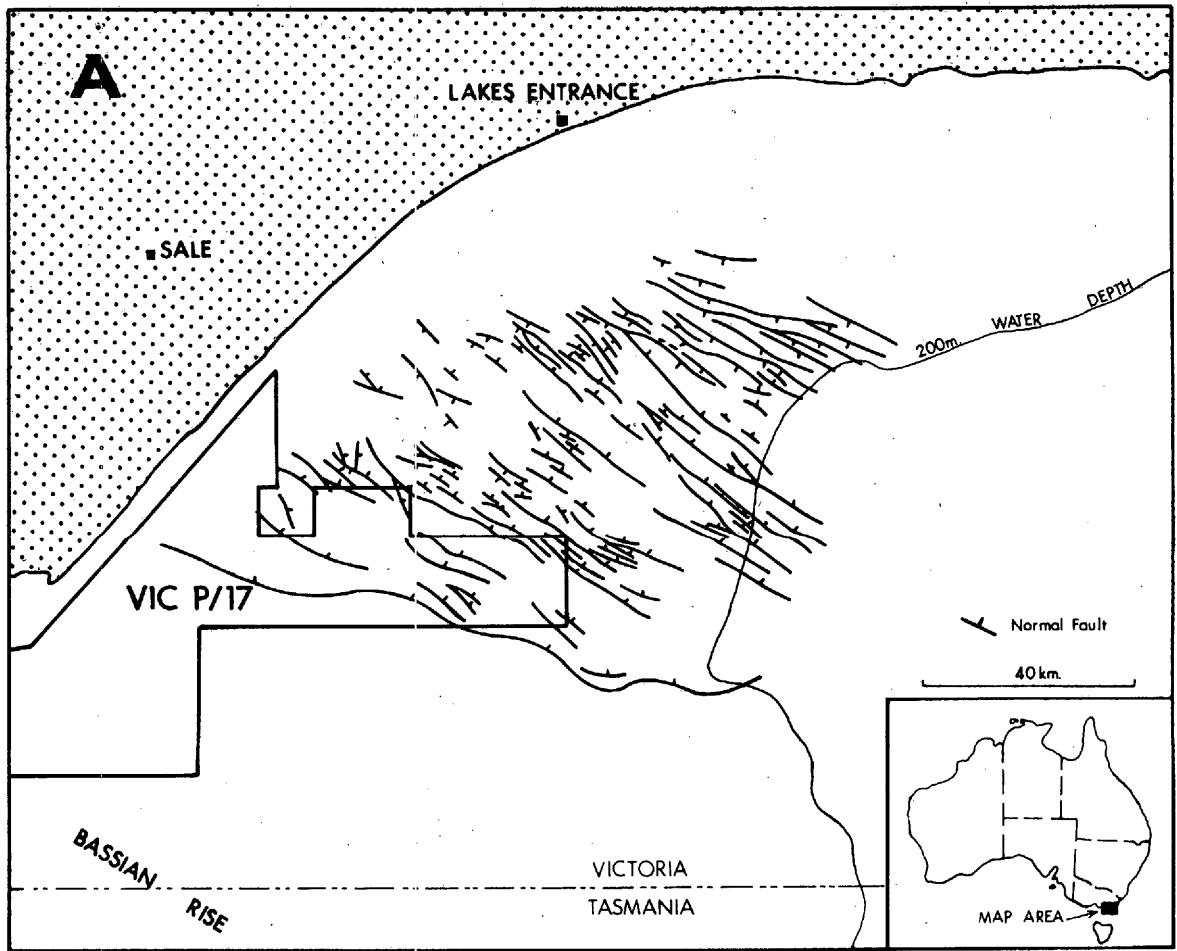 A
LAKES ENTRANCE
SALE
200m. WATER DEPTH
VIC P/17
Normal Fault
40 km.
BASSIAN
RISE
VICTORIA
TASMANIA
MAP AREA